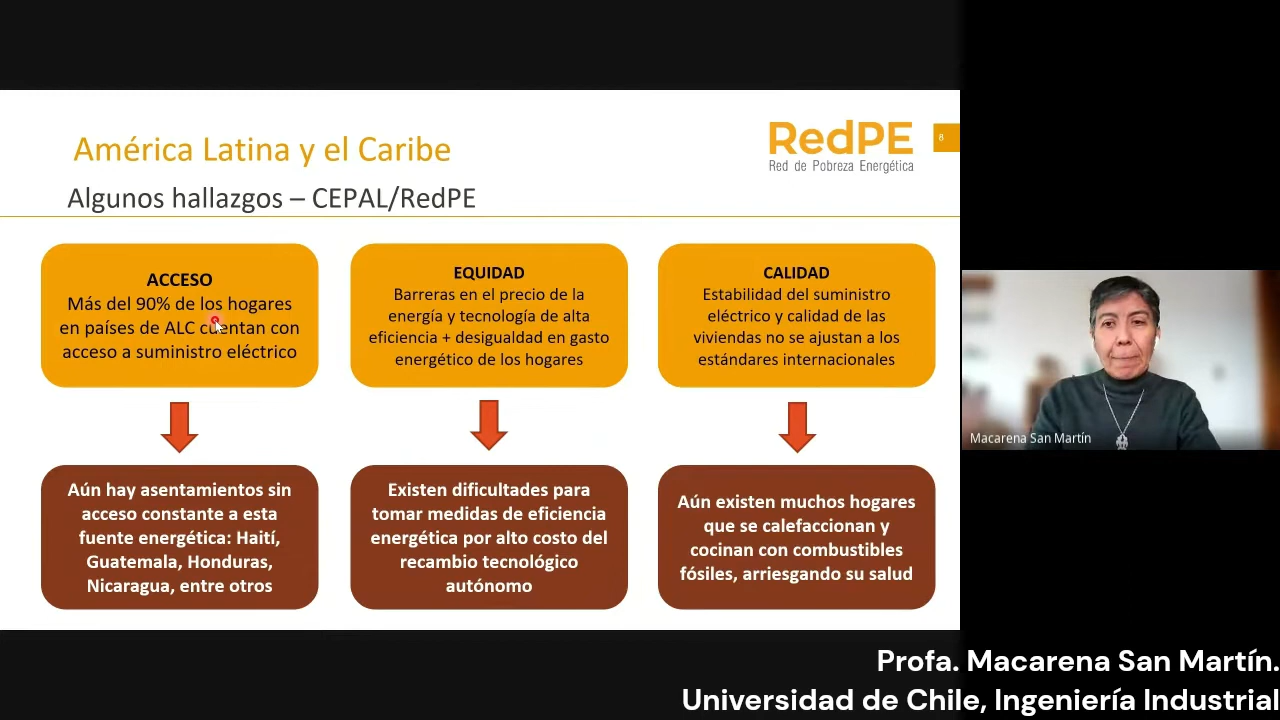 América Latina y el Caribe
Algunos hallazgos – CEPAL/RedPE
RedPE
Red de Pobreza Energética
8
ACCESO
Más del 90% de los hogares
en países de ALC cuentan con
acceso a suministro eléctrico
EQUIDAD
Barreras en el precio de la
energía y tecnología de alta
eficiencia + desigualdad en gasto
energético de los hogares
CALIDAD
Estabilidad del suministro
eléctrico y calidad de las
viviendas no se ajustan a los
estándares internacionales
Aún hay asentamientos sin
acceso constante a esta
fuente energética: Haití,
Guatemala, Honduras,
Nicaragua, entre otros
Existen dificultades para
tomar medidas de eficiencia
energética por alto costo del
recambio tecnológico
autónomo
Aún existen muchos hogares
que se calefaccionan y
cocinan con combustibles
fósiles, arriesgando su salud
Macarena San Martín
Profa. Macarena San Martín.
Universidad de Chile, Ingeniería Industrial